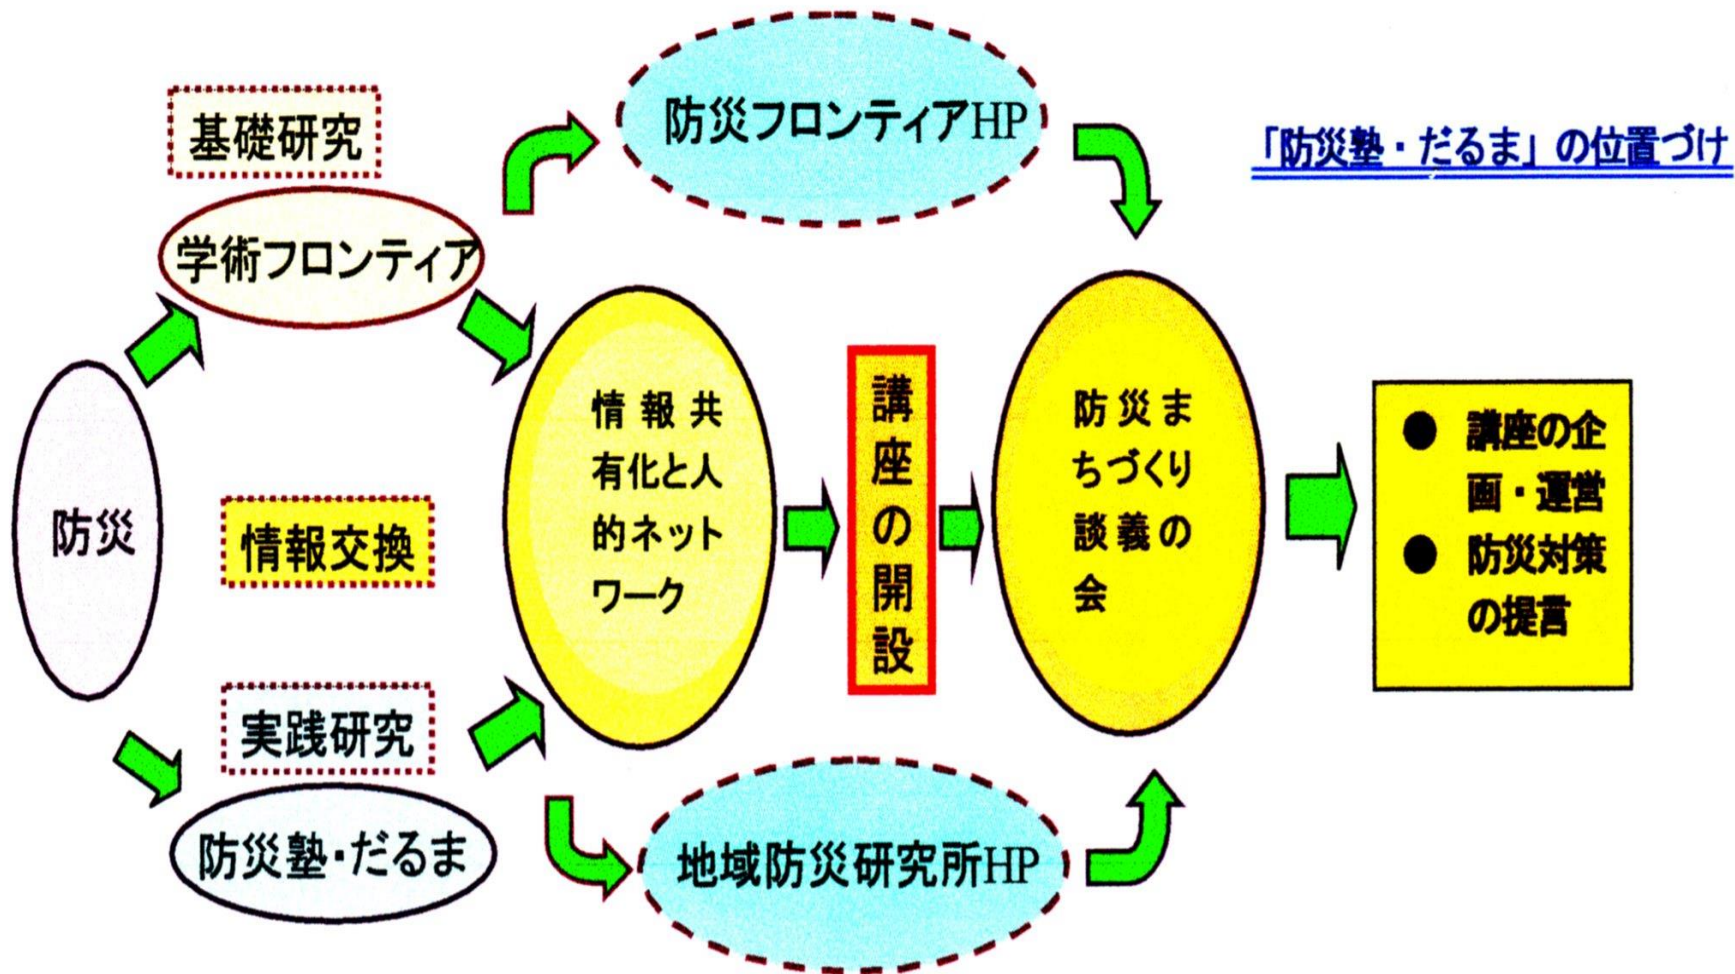 防災フロンティアHP
「防災塾・だるま」の位置づけ
基礎研究
学術フロンティア
防災
情報交換
実践研究
防災塾・だるま
情報共
有化と人
的ネット
ワーク
講座の開設
防災ま
ちづくり
談義の
会
● 講座の企
画・運営
● 防災対策
の提言
地域防災研究所HP